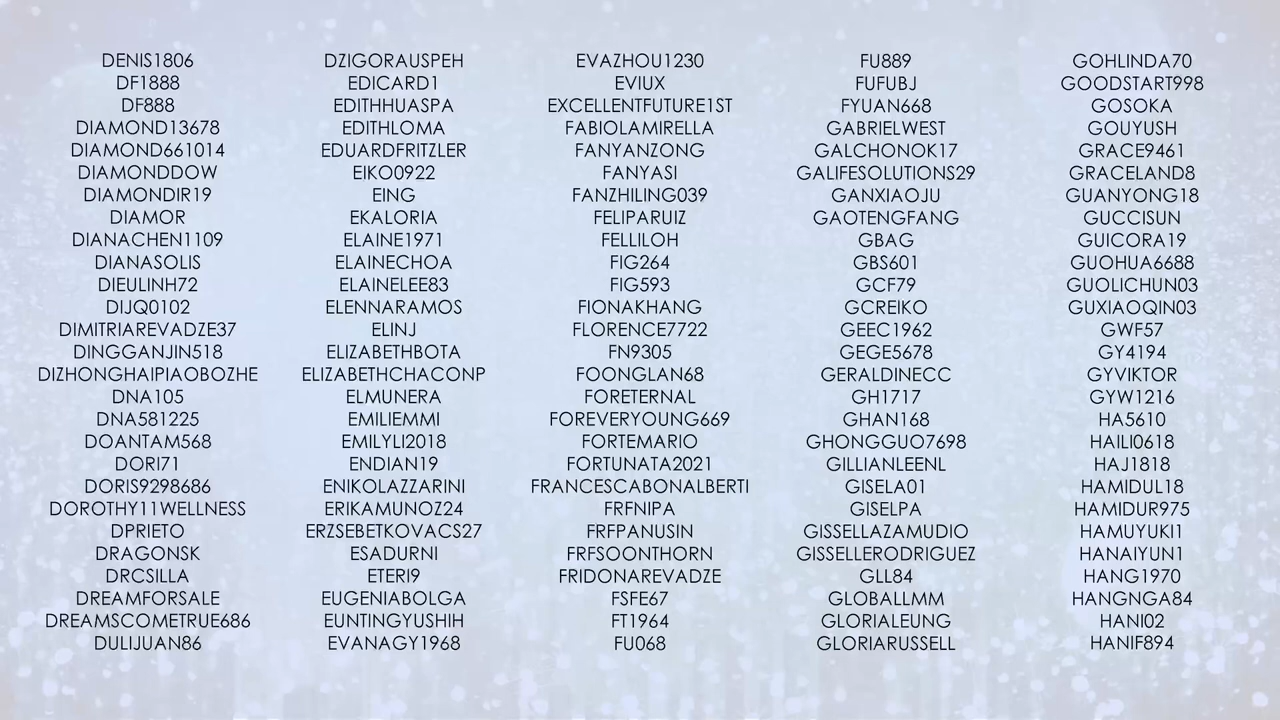 DENIS1806
DF1888
DF888
DIAMOND13678
DIAMOND661014
DIAMONDDOW
DIAMONDIR19
DIAMOR
DIANACHEN1109
DIANASOLIS
DIEULINH72
DIJQ0102
DIMITRIAREVADZE37
DINGGANJIN518
DIZHONGHAIPIAOBOZHE
DNA105
DNA581225
DOANTAM568
DORI71
DORIS9298686
DOROTHY11WELLNESS
DPRIETO
DRAGONSK
DRCSILLA
DREAMFORSALE
DREAMSCOMETRUE686
DULIJUAN86
DZIGORAUSPEH
EDICARD1
EDITHHUASPA
EDITHLOMA
EDUARDFRITZLER
EIKO0922
EING
EKALORIA
ELAINE1971
ELAINECHOA
ELAINELEE83
ELENNARAMOS
ELINJ
ELIZABETHBOTA
ELIZABETHCHACONP
ELMUNERA
EMILIEMMI
EMILYLI2018
ENDIAN19
ENIKOLAZZARINI
ERIKAMUNOZ24
ERZSEBETKOVACS27
ESADURNI
ETERI9
EUGENIABOLGA
EUNTINGYUSHIH
EVANAGY1968
EVAZHOU1230
EVIUX
EXCELLENTFUTURE1ST
FABIOLAMIRELLA
FANYANZONG
FANYASI
FANZHILING039
FELIPARUIZ
FELLILOH
FIG264
FIG593
FIONAKHANG
FLORENCE7722
FN9305
FOONGLAN68
FORETERNAL
FOREVERYOUNG669
FORTEMARIO
FORTUNATA2021
FRANCESCABONALBERTI
FRFNIPA
FRFPANUSIN
FRFSOONTHORN
FRIDONAREVADZE
FSFE67
FT1964
FU068
FU889
FUFUBJ
FYUAN668
GABRIELWEST
GALCHONOK17
GALIFESOLUTIONS29
GANXIAOJU
GAOTENGFANG
GBAG
GBS601
GCF79
GCREIKO
GEEC1962
GEGE5678
GERALDINECC
GH1717
GHAN168
GHONGGUO7698
GILLIANLEENL
GISELA01
GISELPA
GISSELLAZAMUDIO
GISSELLERODRIGUEZ
GLL84
GLOBALLMM
GLORIALEUNG
GLORIARUSSELL
GOHLINDA70
GOODSTART998
GOSOKA
GOUYUSH
GRACE9461
GRACELAND8
GUANYONG18
GUCCISUN
GUICORA19
GUOHUA6688
GUOLICHUN03
GUXIAOQIN03
GWF57
GY4194
GYVIKTOR
GYW1216
HA5610
HAILI0618
HAJ1818
HAMIDUL18
HAMIDUR975
HAMUYUKI1
HANAIYUN1
HANG1970
HANGNGA84
HANI02
HANIF894